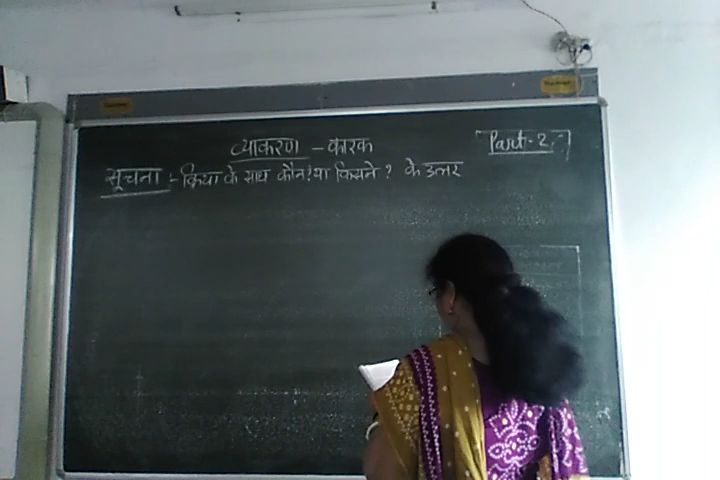 व्याकरण - कारक
Part-2
सूचना :- क्रिया के साथ कौन? या किसने? के उत्तर